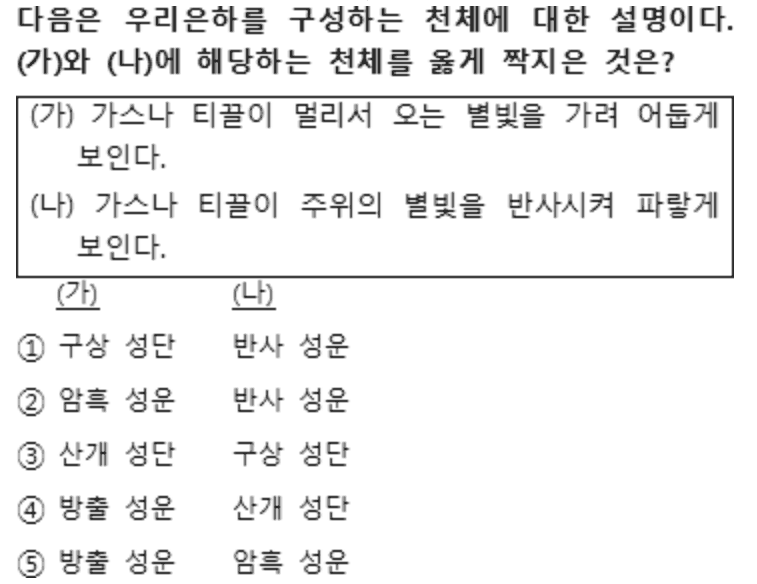 다음은 우리은하를 구성하는 천체에 대한 설명이다.
(가)와 (나)에 해당하는 천체를 옳게 짝지은 것은?
(가) 가스나 티끌이 멀리서 오는 별빛을 가려 어둡게
보인다.
(나) 가스나 티끌이 주위의 별빛을 반사시켜 파랗게
보인다.
(가) (나)
① 구상 성단 반사 성운
② 암흑 성운 반사 성운
③ 산개 성단 구상 성단
④ 방출 성운 산개 성단
⑤ 방출 성운 암흑 성운